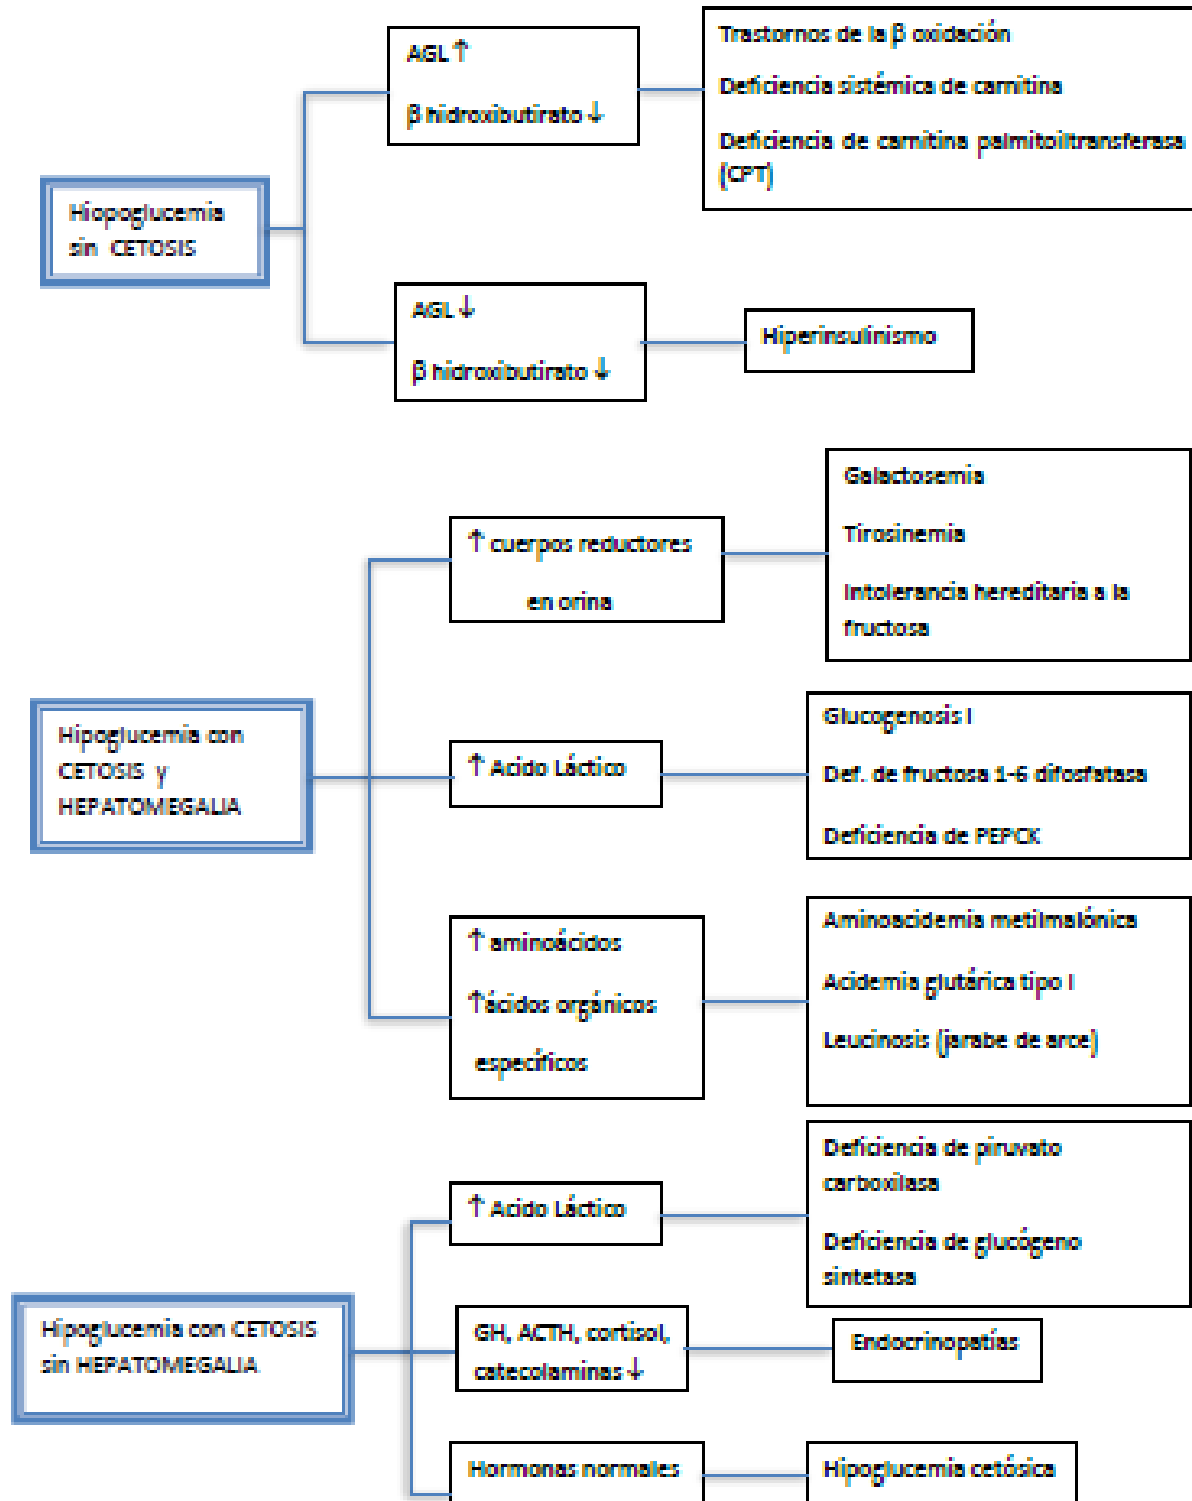 Hiopoglucemia
sin CETOSIS
AGL ↑
β hidroxibutirato ↓
Trastornos de la β oxidación
Deficiencia sistémica de carnitina
Deficiencia de carnitina palmitoiltransferasa
(CPT)
AGL ↓
β hidroxibutirato ↓
Hiperinsulinismo
Hipoglucemia con
CETOSIS y
HEPATOMEGALIA
↑ cuerpos reductores
en orina
Galactosemia
Tirosinemia
Intolerancia hereditaria a la
fructosa
↑ Acido Láctico
Glucogenosis I
Def. de fructosa 1-6 difosfatasa
Deficiencia de PEPCK
↑ aminoácidos
↑ácidos orgánicos
específicos
Aminoacidemia metilmalónica
Acidemia glutárica tipo I
Leucinosis (jarabe de arce)
Hipoglucemia con CETOSIS
sin HEPATOMEGALIA
↑ Acido Láctico
Deficiencia de piruvato
carboxilasa
Deficiencia de glucógeno
sintetasa
GH, ACTH, cortisol,
catecolaminas ↓
Endocrinopatías
Hormonas normales
Hipoglucemia cetósica